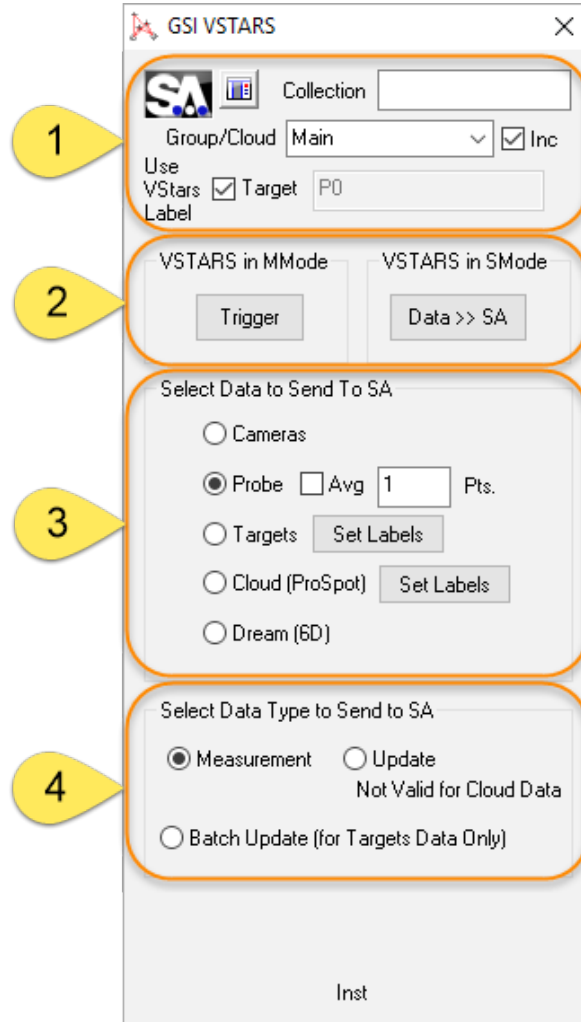 GSI VSTARS
1
SA Collection
Group/Cloud Main Inc
Use
VStars Target P0
Label
2
VSTARS in MMode VSTARS in SMode
Trigger Data >> SA
3
Select Data to Send To SA
Cameras
Probe Avg 1 Pts.
Targets Set Labels
Cloud (ProSpot) Set Labels
Dream (6D)
4
Select Data Type to Send to SA
Measurement Update
Not Valid for Cloud Data
Batch Update (for Targets Data Only)
Inst